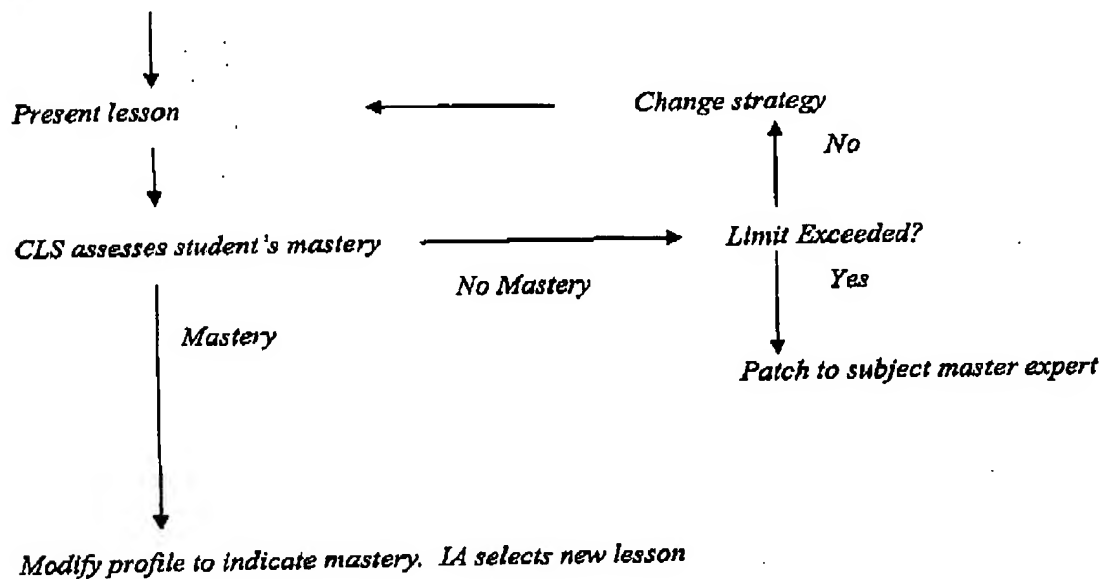 Present lesson
Change strategy
No
CLS assesses student's mastery
Limit Exceeded?
No Mastery
Yes
Mastery
Patch to subject master expert
Modify profile to indicate mastery. IA selects new lesson